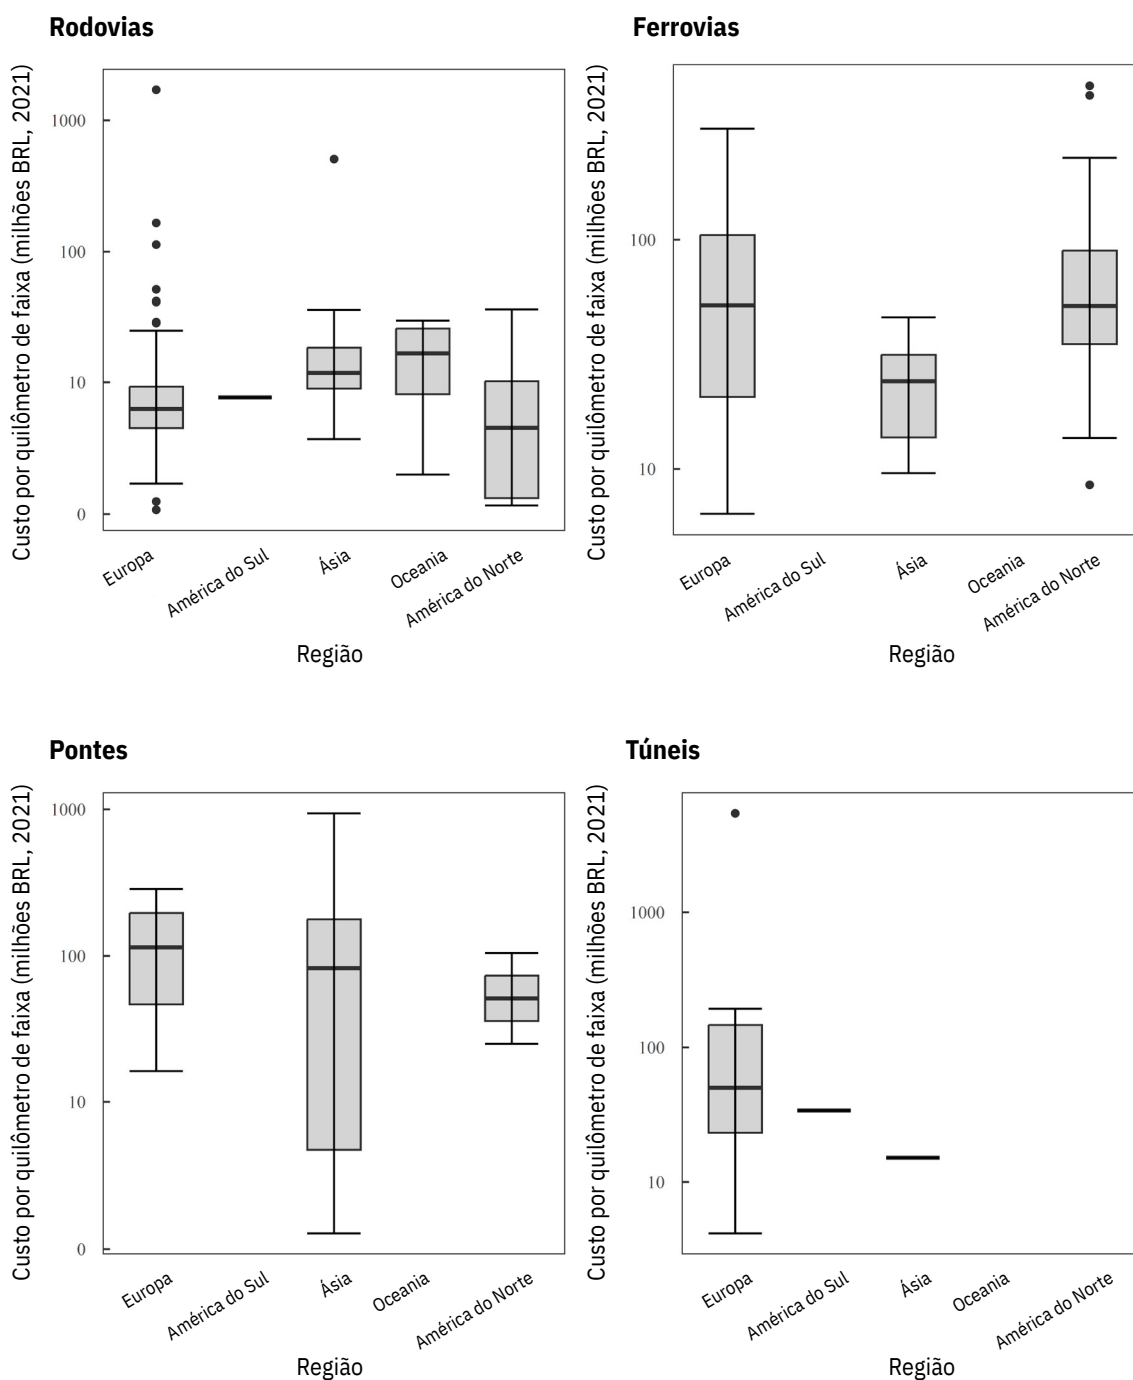 Rodovias
Custo por quilômetro de faixa (milhões BRL, 2021)
1000
100
10
0
Europa
América do Sul
Ásia
Oceania
América do Norte
Região
Ferrovias
Custo por quilômetro de faixa (milhões BRL, 2021)
100
10
Europa
América do Sul
Ásia
Oceania
América do Norte
Região
Pontes
Custo por quilômetro de faixa (milhões BRL, 2021)
1000
100
10
0
Europa
América do Sul
Ásia
Oceania
América do Norte
Região
Túneis
Custo por quilômetro de faixa (milhões BRL, 2021)
1000
100
10
Europa
América do Sul
Ásia
Oceania
América do Norte
Região